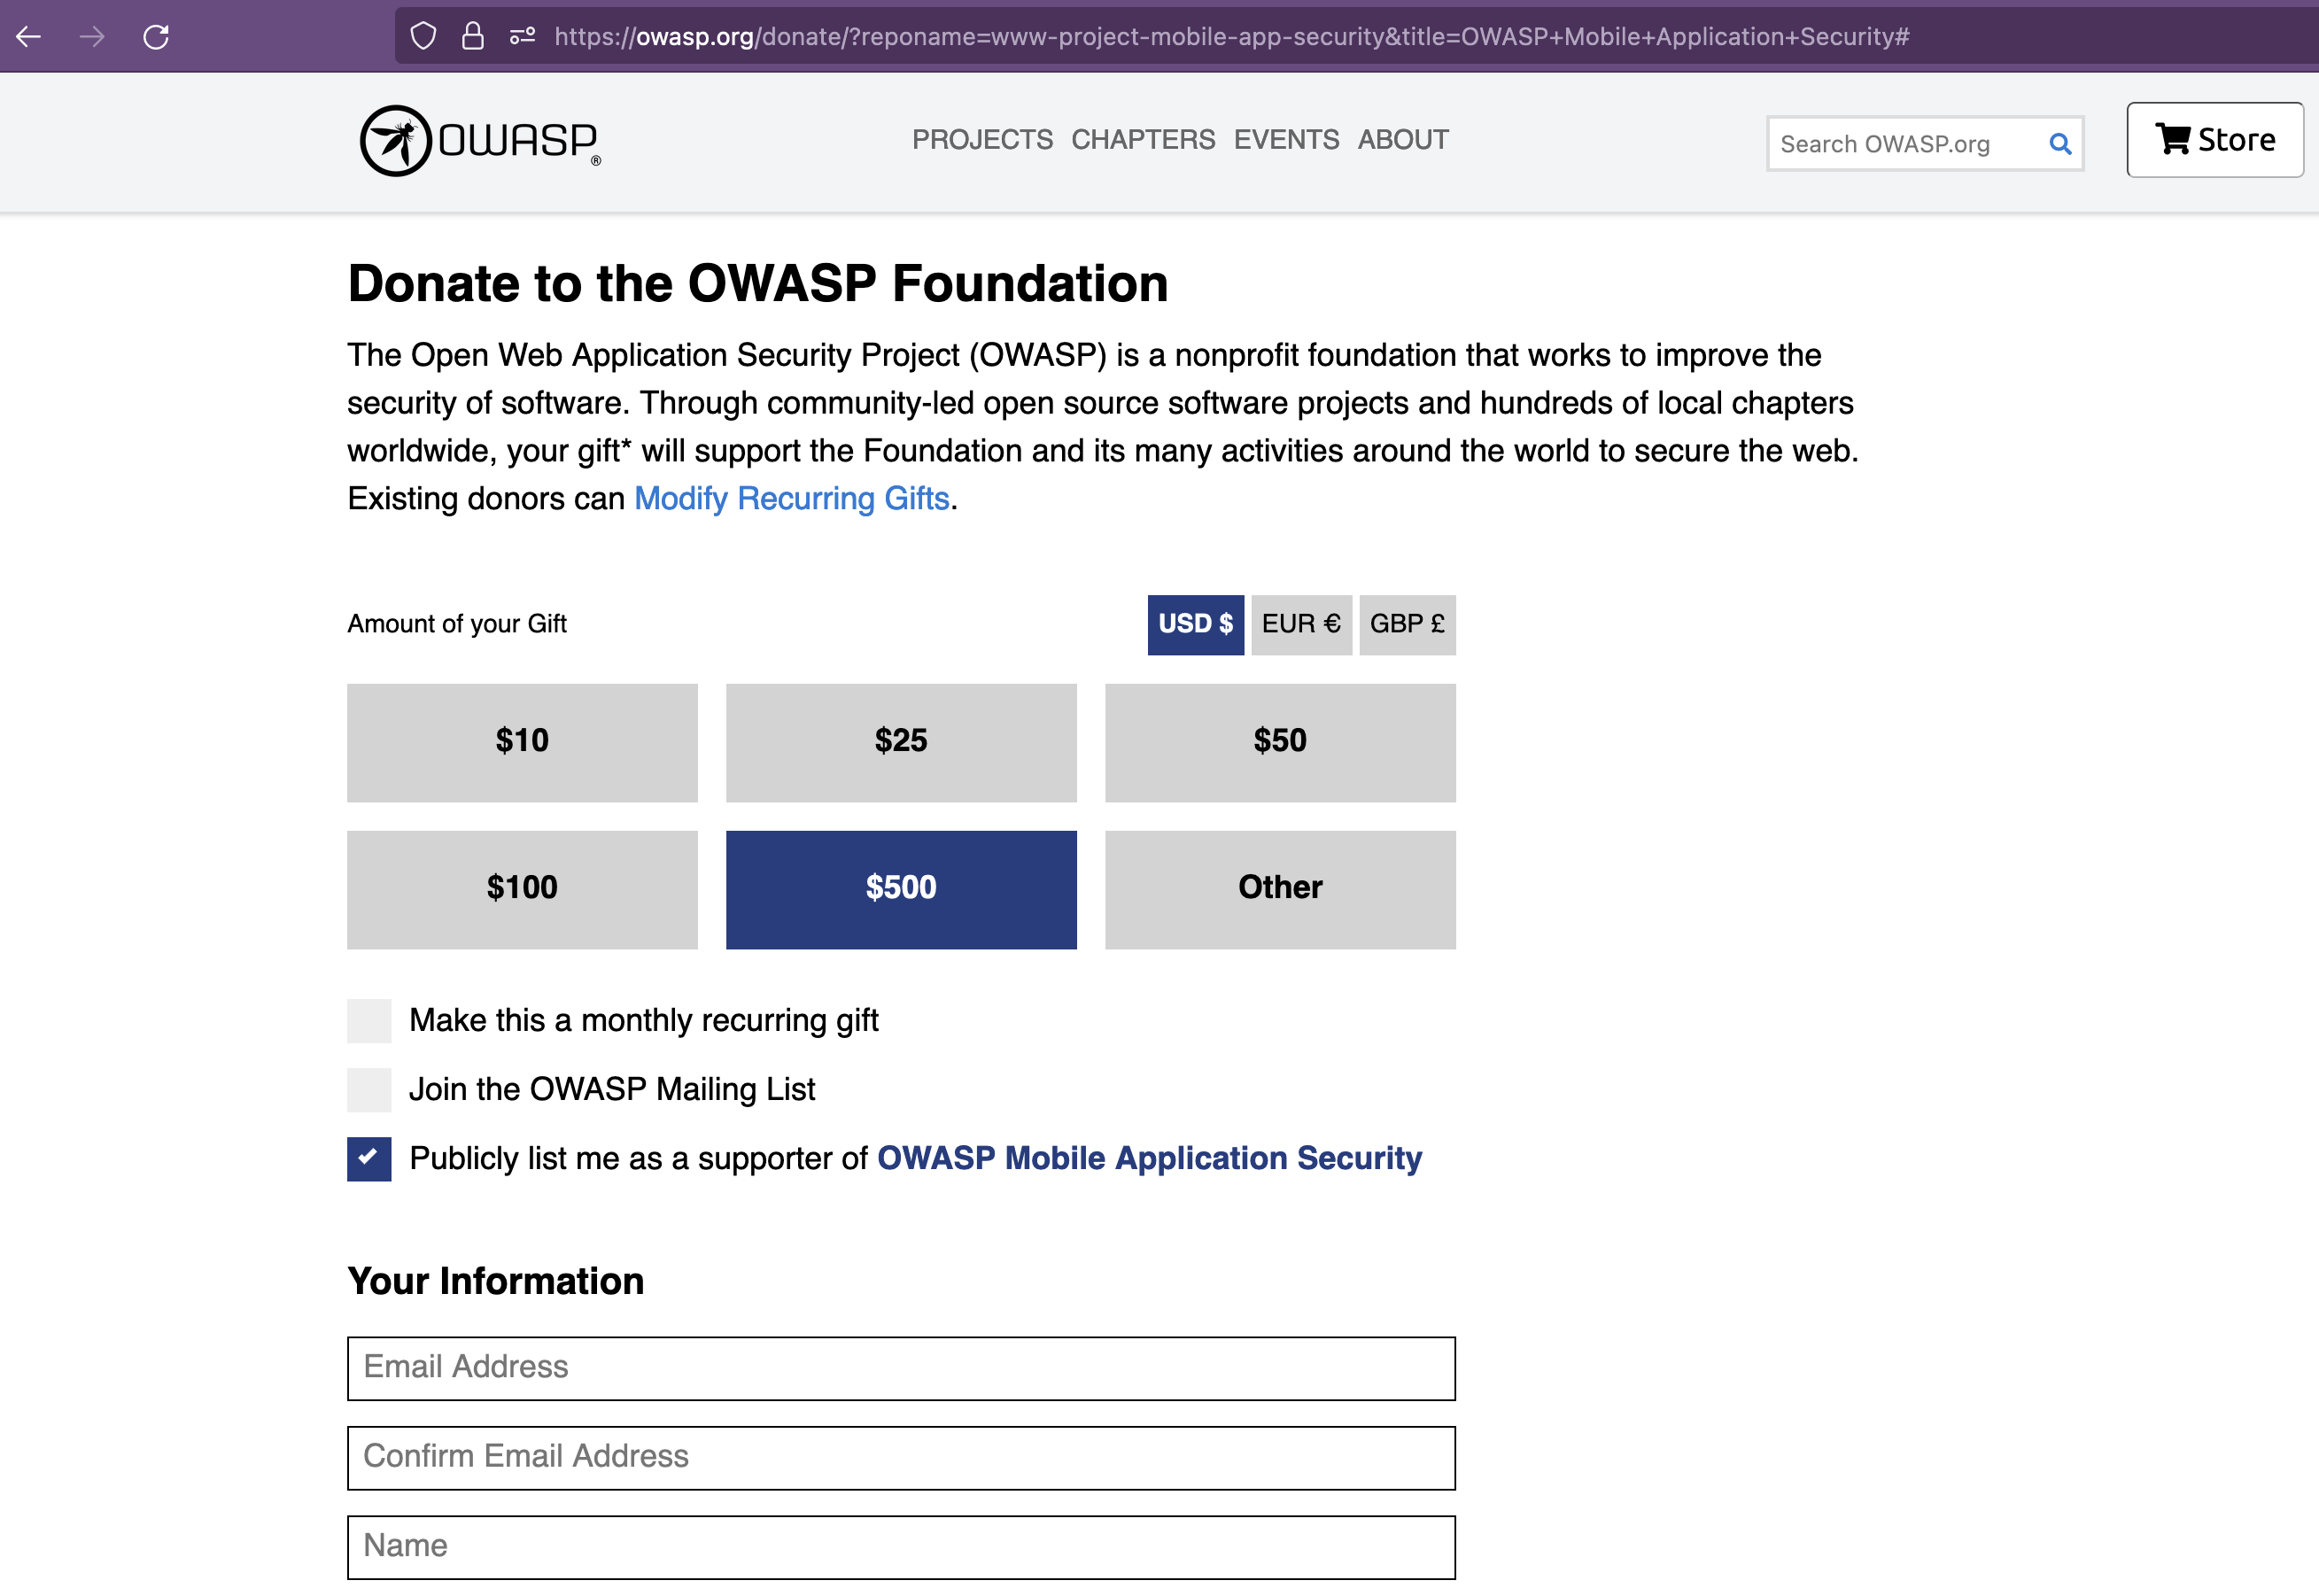 https://owasp.org/donate/?reponame=www-project-mobile-app-security&title=OWASP+Mobile+Application+Security#
OWASP®
PROJECTS CHAPTERS EVENTS ABOUT
Search OWASP.org
Store
Donate to the OWASP Foundation
The Open Web Application Security Project (OWASP) is a nonprofit foundation that works to improve the
security of software. Through community-led open source software projects and hundreds of local chapters
worldwide, your gift* will support the Foundation and its many activities around the world to secure the web.
Existing donors can Modify Recurring Gifts.
Amount of your Gift
USD $ EUR € GBP £
$10 $25 $50
$100 $500 Other
Make this a monthly recurring gift
Join the OWASP Mailing List
Publicly list me as a supporter of OWASP Mobile Application Security
Your Information
Email Address
Confirm Email Address
Name